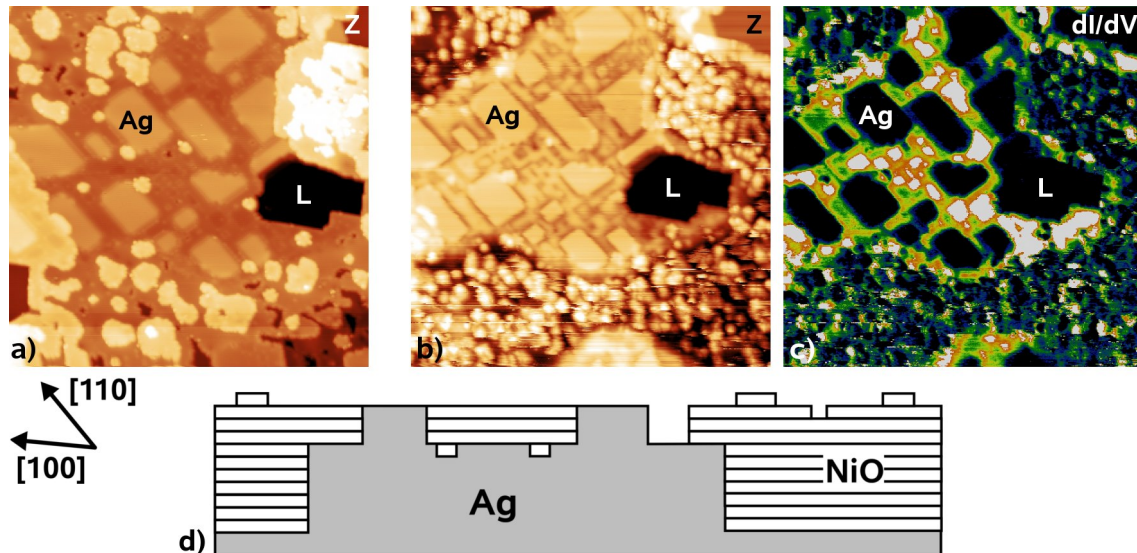 Z
Z
dI/dV
Ag
Ag
Ag
L
L
L
a)
b)
c)
[110]
[100]
NiO
Ag
d)